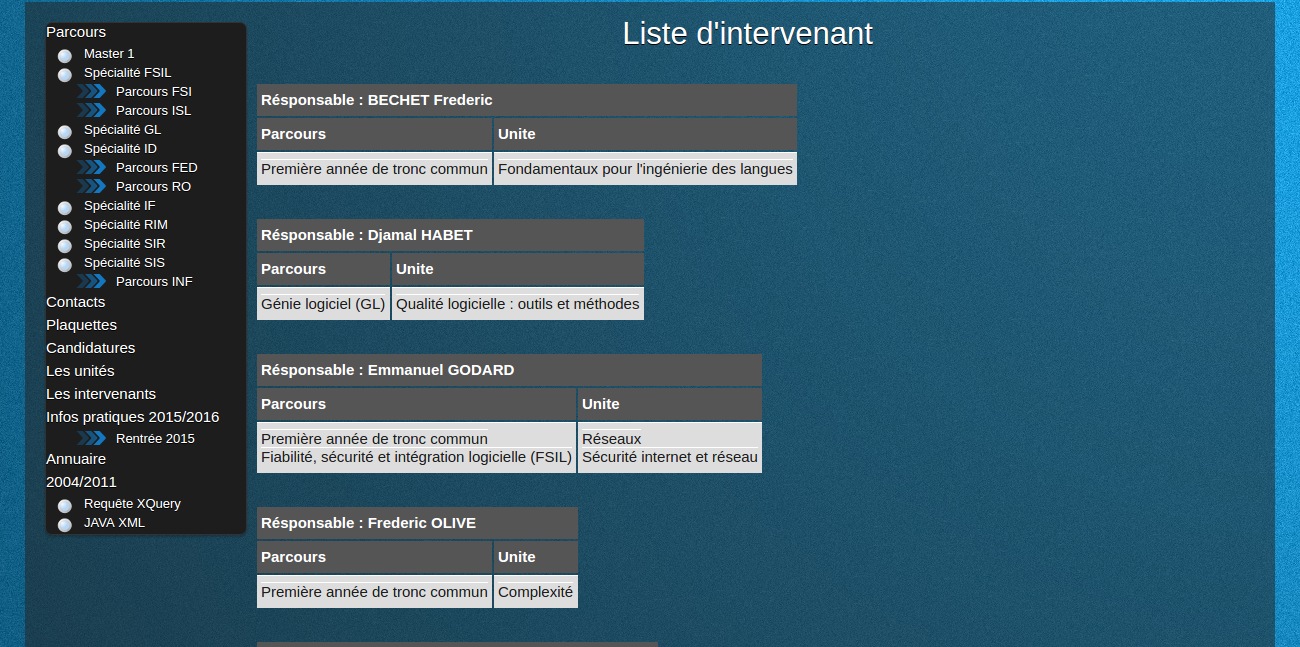 Parcours
Master 1
Spécialité FSIL
Parcours FSI
Parcours ISL
Spécialité GL
Spécialité ID
Parcours FED
Parcours RO
Spécialité IF
Spécialité RIM
Spécialité SIR
Spécialité SIS
Parcours INF
Contacts
Plaquettes
Candidatures
Les unités
Les intervenants
Infos pratiques 2015/2016
Rentrée 2015
Annuaire
2004/2011
Requête XQuery
JAVA XML
Liste d'intervenant
Résponsable : BECHET Frederic
Parcours Unite
Première année de tronc commun Fondamentaux pour l'ingénierie des langues
Résponsable : Djamal HABET
Parcours Unite
Génie logiciel (GL) Qualité logicielle : outils et méthodes
Résponsable : Emmanuel GODARD
Parcours Unite
Première année de tronc commun Réseaux
Fiabilité, sécurité et intégration logicielle (FSIL) Sécurité internet et réseau
Résponsable : Frederic OLIVE
Parcours Unite
Première année de tronc commun Complexité